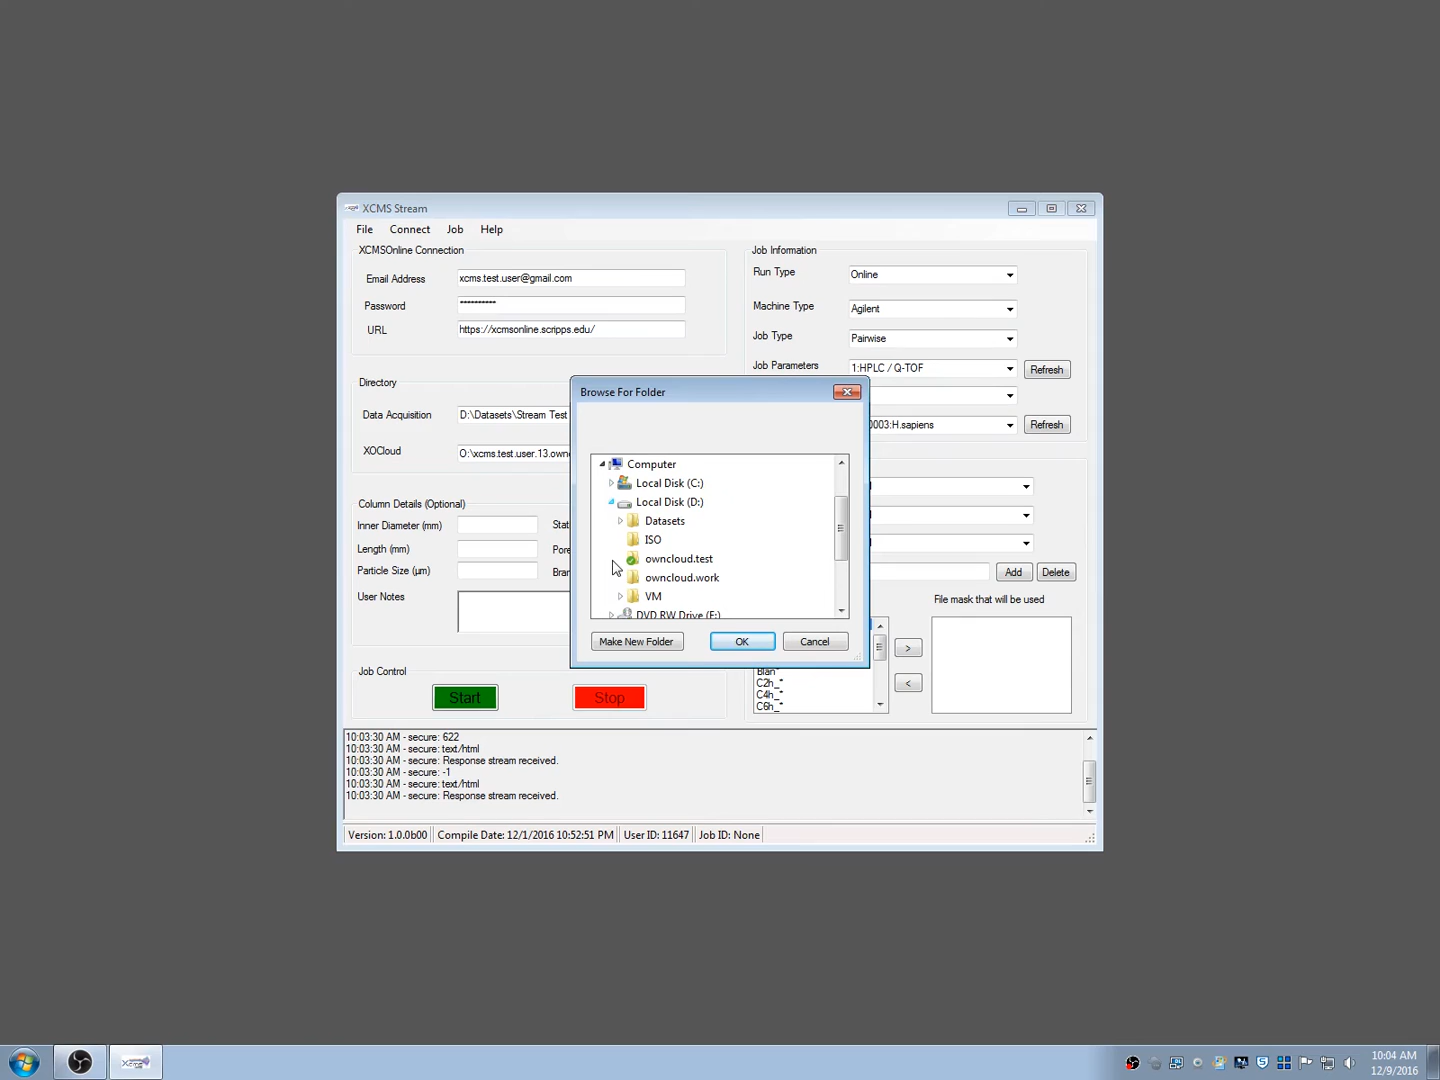 XCMS Stream
File Connect Job Help
XCMSOnline Connection
Email Address xcms.test.user@gmail.com
Password **********
URL https://xcmsonline.scripps.edu/
Job Information
Run Type Online
Machine Type Agilent
Job Type Pairwise
Job Parameters 1:HPLC / Q-TOF Refresh
0003:H.sapiens Refresh
Directory
Data Acquisition D:\Datasets\Stream Test
XOCloud O:\xcms.test.user.13.owne
Column Details (Optional)
Inner Diameter (mm) Stat
Length (mm) Pore
Particle Size (µm) Bran
User Notes
Browse For Folder
Computer
Local Disk (C:)
Local Disk (D:)
Datasets
ISO
owncloud.test
owncloud.work
VM
DVD RW Drive (E:)
Make New Folder OK Cancel
Add Delete
File mask that will be used
>
<
Blan*
C2h_*
C4h_*
C6h_*
Job Control
Start Stop
10:03:30 AM - secure: 622
10:03:30 AM - secure: text/html
10:03:30 AM - secure: Response stream received.
10:03:30 AM - secure: -1
10:03:30 AM - secure: text/html
10:03:30 AM - secure: Response stream received.
Version: 1.0.0b00 Compile Date: 12/1/2016 10:52:51 PM User ID: 11647 Job ID: None
10:04 AM
12/9/2016